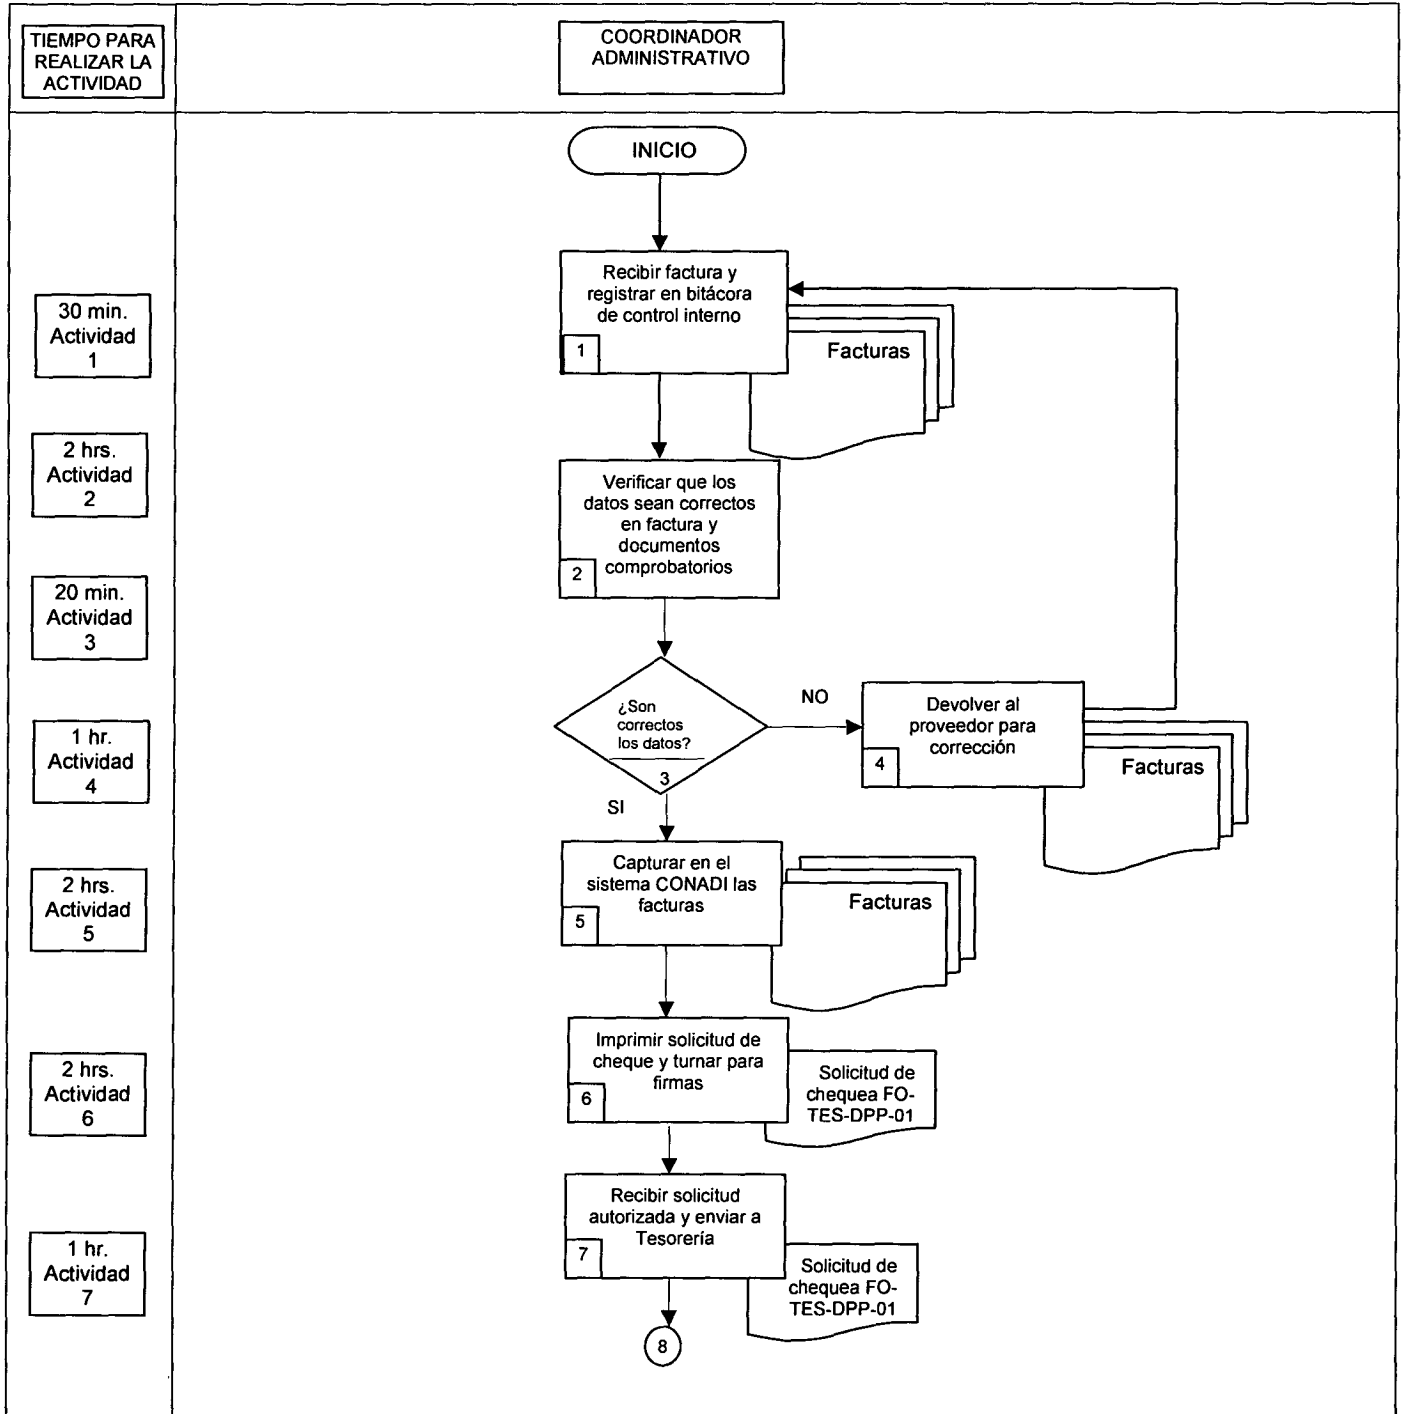 TIEMPO PARA
REALIZAR LA
ACTIVIDAD
COORDINADOR
ADMINISTRATIVO
INICIO
30 min.
Actividad
1
Recibir factura y
registrar en bitácora
de control interno
1
Facturas
2 hrs.
Actividad
2
Verificar que los
datos sean correctos
en factura y
documentos
comprobatorios
2
20 min.
Actividad
3
¿Son
correctos
los datos?
3
NO
SI
1 hr.
Actividad
4
Devolver al
proveedor para
corrección
4
Facturas
2 hrs.
Actividad
5
Capturar en el
sistema CONADI las
facturas
5
Facturas
2 hrs.
Actividad
6
Imprimir solicitud de
cheque y turnar para
firmas
6
Solicitud de
chequea FO-
TES-DPP-01
1 hr.
Actividad
7
Recibir solicitud
autorizada y enviar a
Tesorería
7
Solicitud de
chequea FO-
TES-DPP-01
8